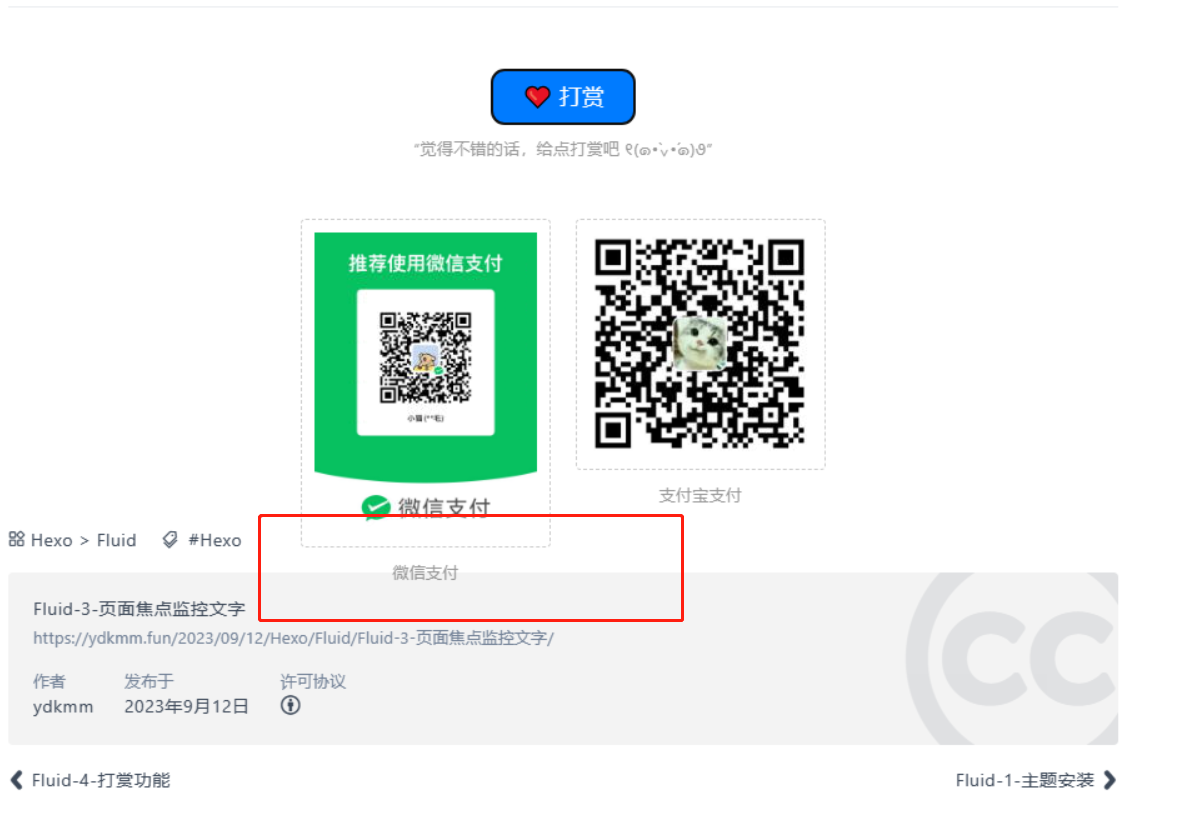 打赏
“觉得不错的话，给点打赏吧 ୧(๑•̀⌄•́๑)૭”
推荐使用微信支付
微信支付
支付宝支付
Hexo > Fluid #Hexo
微信支付
Fluid-3-页面焦点监控文字
https://ydkmm.fun/2023/09/12/Hexo/Fluid/Fluid-3-页面焦点监控文字/
作者 发布于 许可协议
ydkmm 2023年9月12日
cc
Fluid-4-打赏功能 Fluid-1-主题安装